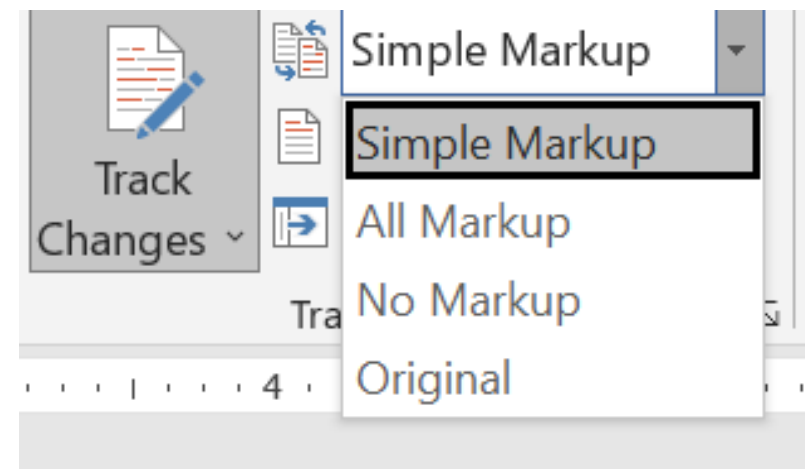 Simple Markup
Track
Changes
Simple Markup
All Markup
No Markup
Original
Tra
4